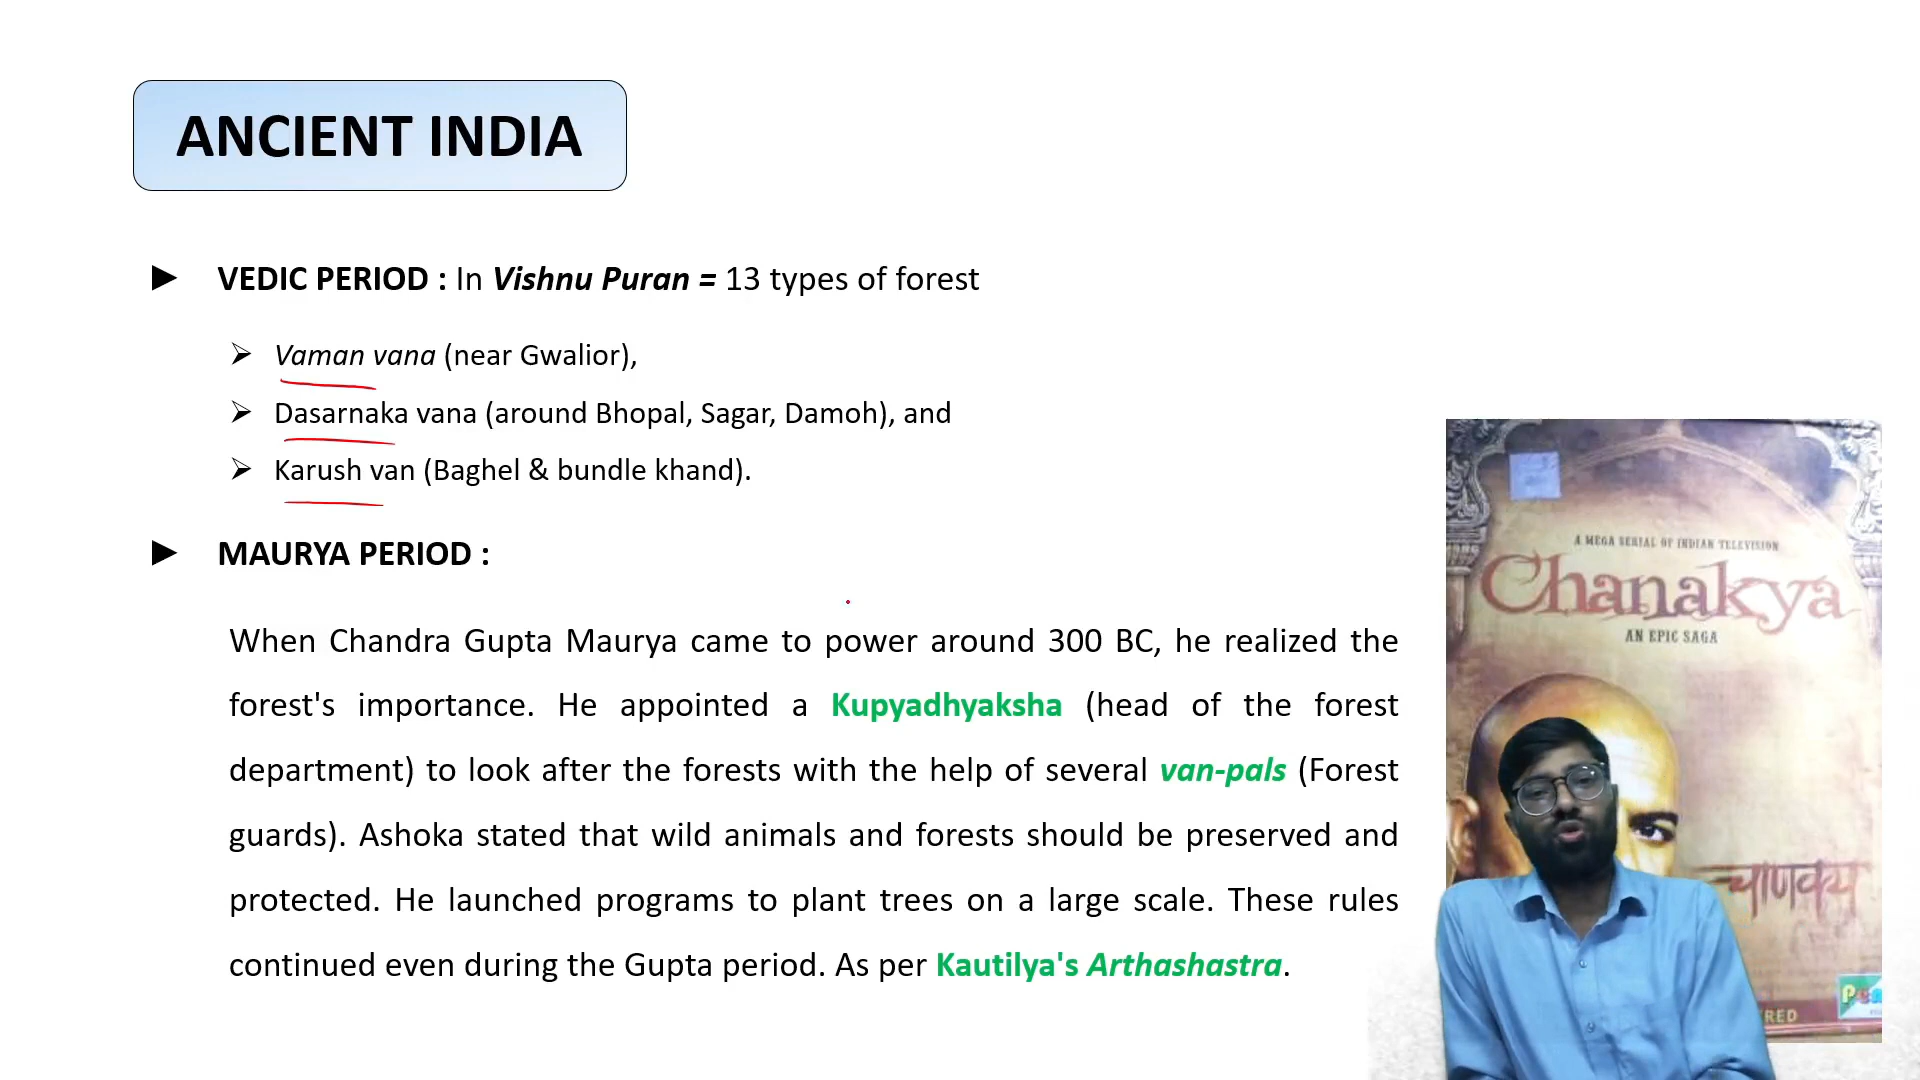 ANCIENT INDIA
VEDIC PERIOD : In Vishnu Puran = 13 types of forest
Vaman vana (near Gwalior),
Dasarnaka vana (around Bhopal, Sagar, Damoh), and
Karush van (Baghel & bundle khand).
MAURYA PERIOD :
When Chandra Gupta Maurya came to power around 300 BC, he realized the
forest's importance. He appointed a Kupyadhyaksha (head of the forest
department) to look after the forests with the help of several van-pals (Forest
guards). Ashoka stated that wild animals and forests should be preserved and
protected. He launched programs to plant trees on a large scale. These rules
continued even during the Gupta period. As per Kautilya's Arthashastra.
A MEGA SERIAL OF INDIAN TELEVISION
Chanakya
AN EPIC SAGA
चाणक्य